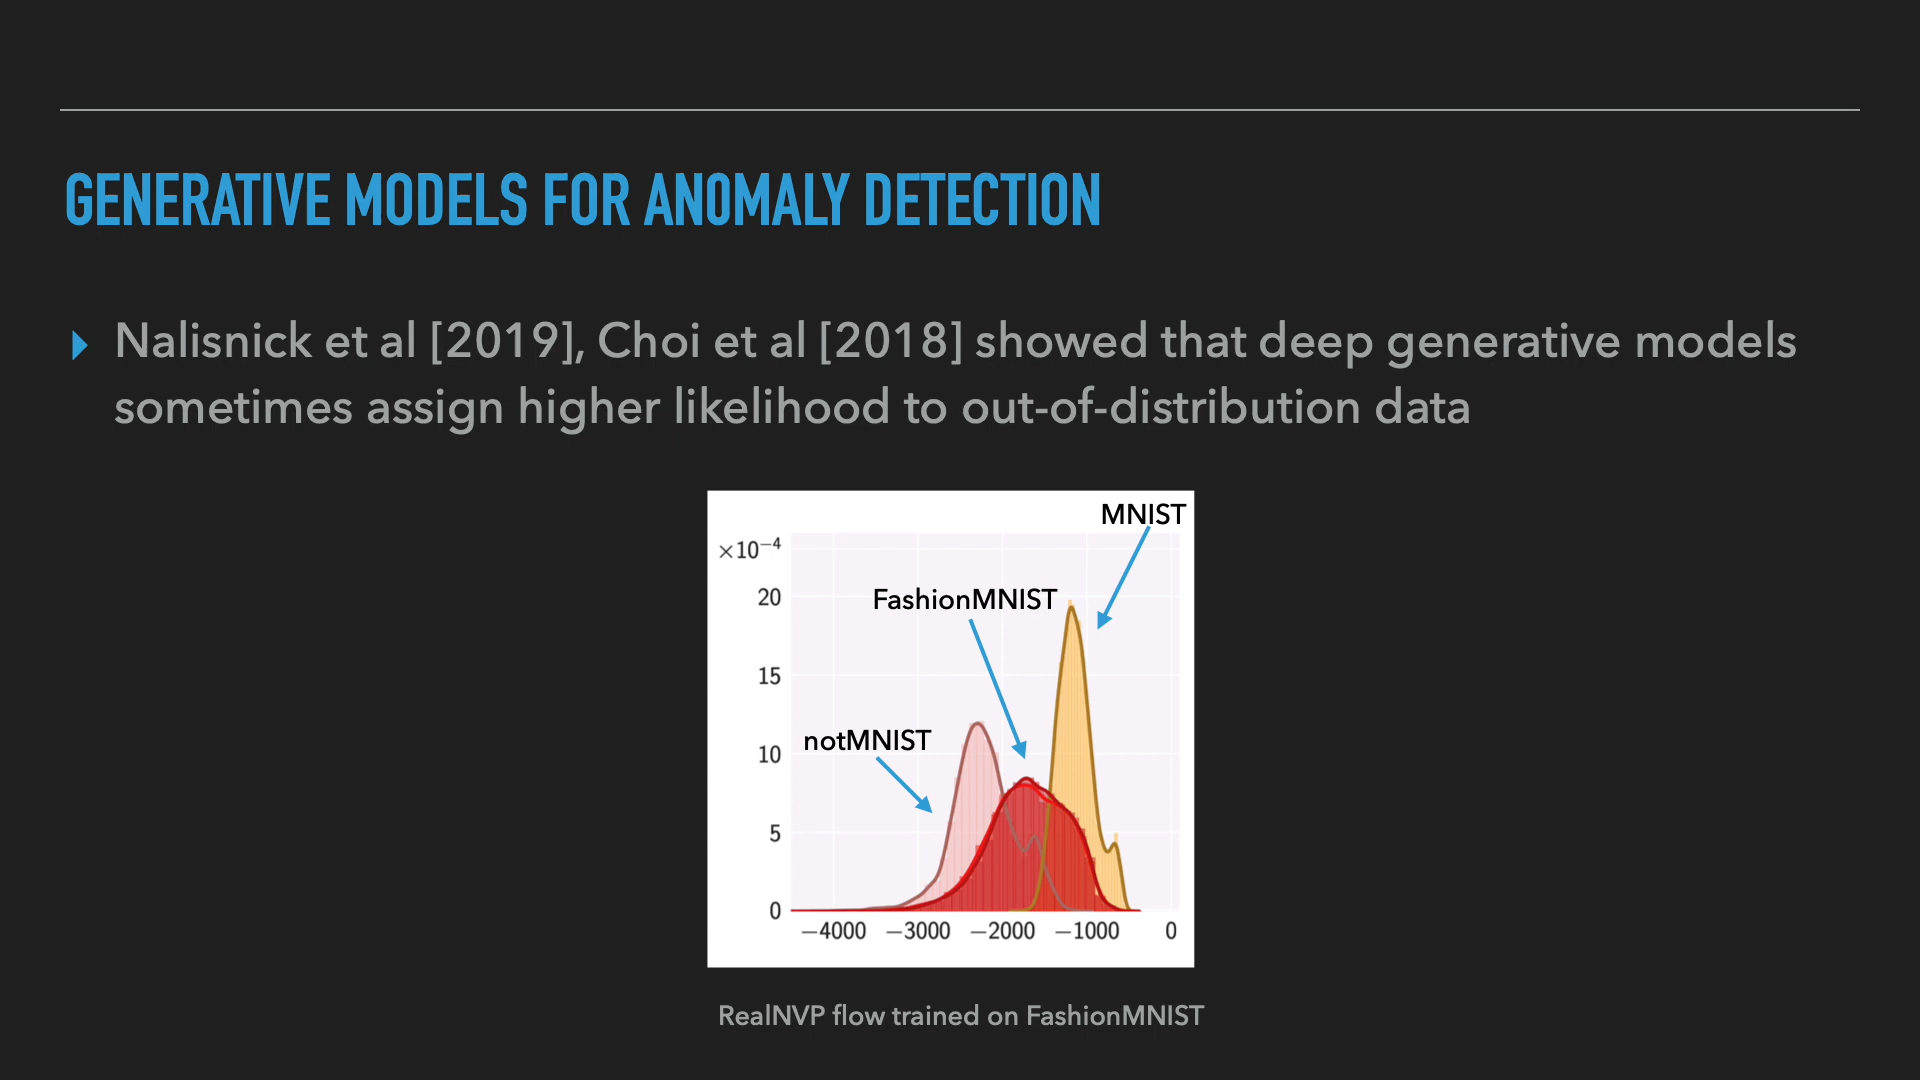 GENERATIVE MODELS FOR ANOMALY DETECTION
Nalisnick et al [2019], Choi et al [2018] showed that deep generative models
sometimes assign higher likelihood to out-of-distribution data
MNIST
×10⁻⁴
FashionMNIST
20
15
notMNIST
10
5
0
−4000 −3000 −2000 −1000 0
RealNVP flow trained on FashionMNIST